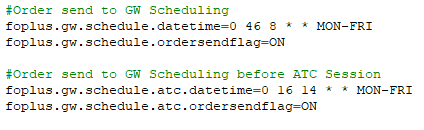 #Order send to GW Scheduling
foplus.gw.schedule.datetime=0 46 8 * * MON-FRI
foplus.gw.schedule.ordersendflag=ON

#Order send to GW Scheduling before ATC Session
foplus.gw.schedule.atc.datetime=0 16 14 * * MON-FRI
foplus.gw.schedule.atc.ordersendflag=ON